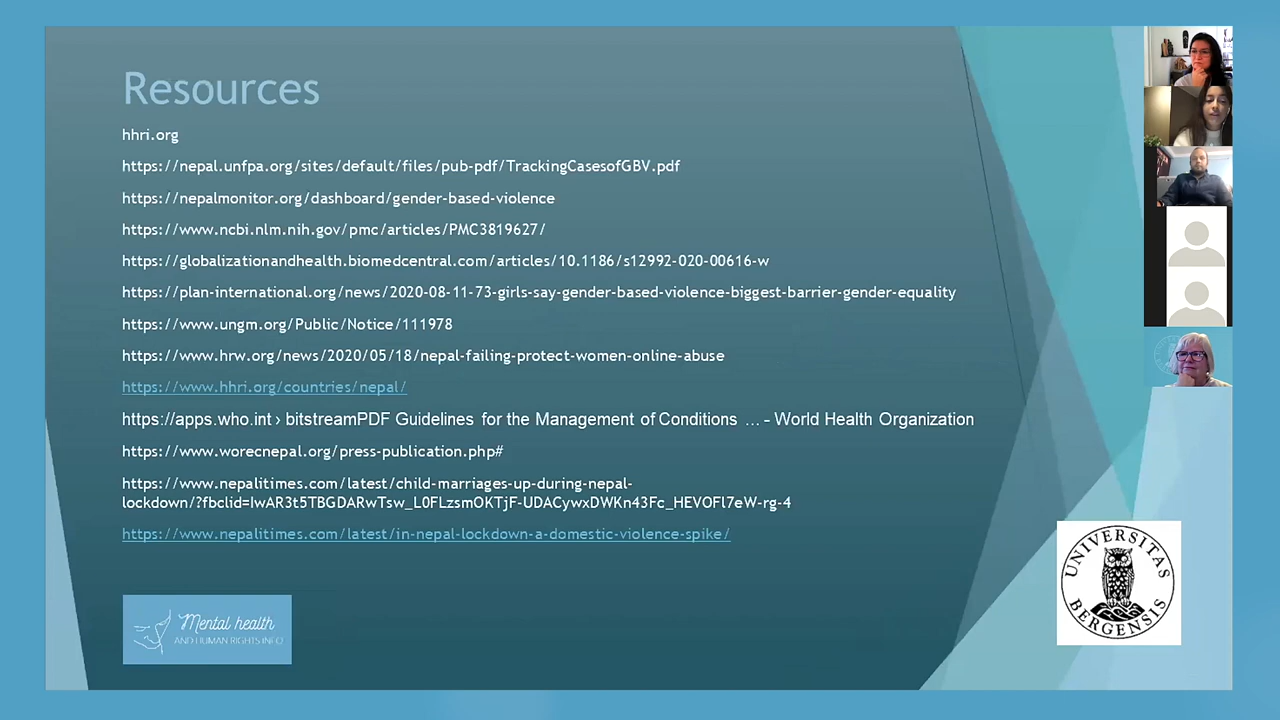 Resources
hhri.org
https://nepal.unfpa.org/sites/default/files/pub-pdf/TrackingCasesofGBV.pdf
https://nepalmonitor.org/dashboard/gender-based-violence
https://www.ncbi.nlm.nih.gov/pmc/articles/PMC3819627/
https://globalizationandhealth.biomedcentral.com/articles/10.1186/s12992-020-00616-w
https://plan-international.org/news/2020-08-11-73-girls-say-gender-based-violence-biggest-barrier-gender-equality
https://www.ungm.org/Public/Notice/111978
https://www.hrw.org/news/2020/05/18/nepal-failing-protect-women-online-abuse
https://www.hhri.org/countries/nepal/
https://apps.who.int › bitstreamPDF Guidelines for the Management of Conditions ... - World Health Organization
https://www.worecnepal.org/press-publication.php#
https://www.nepalitimes.com/latest/child-marriages-up-during-nepal-
lockdown/?fbclid=IwAR3t5TBGDARwTsw_L0FLzsmOKTjF-UDACywxDWKn43Fc_HEVOFl7eW-rg-4
https://www.nepalitimes.com/latest/in-nepal-lockdown-a-domestic-violence-spike/
Mental health
AND HUMAN RIGHTS INFO
UNIVERSITAS
BERGENSIS